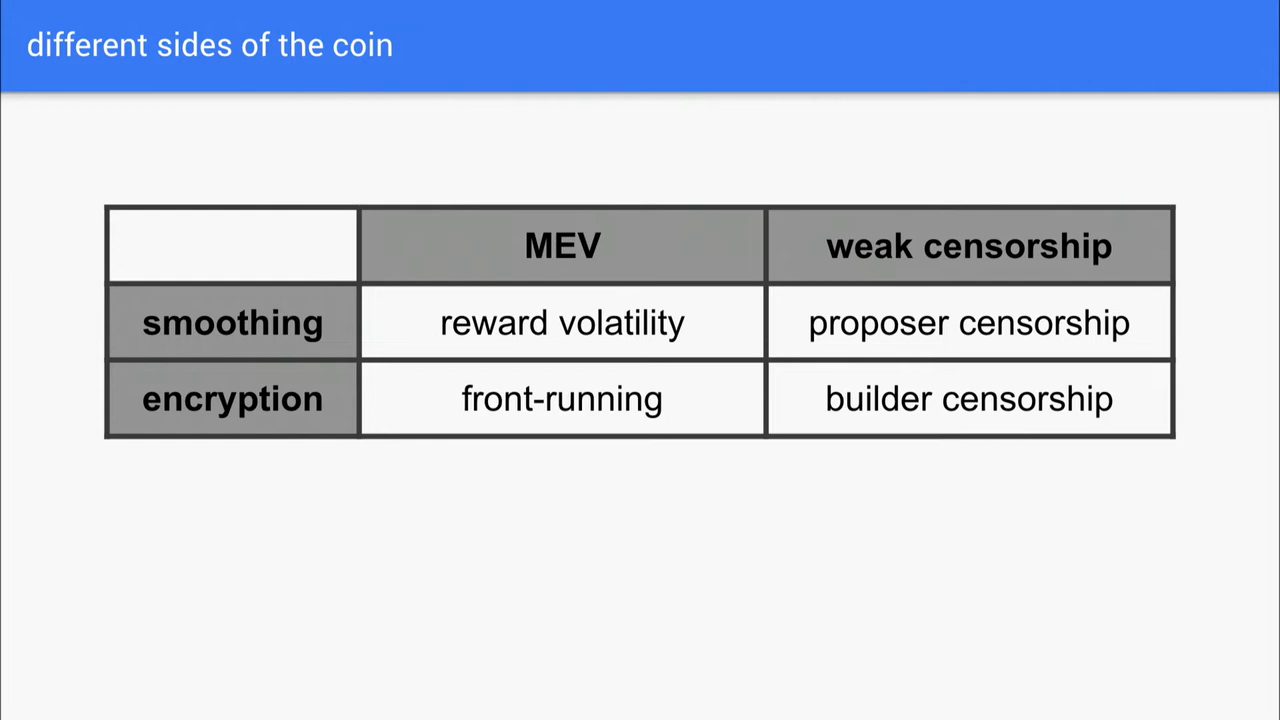 different sides of the coin
MEV weak censorship
smoothing reward volatility proposer censorship
encryption front-running builder censorship